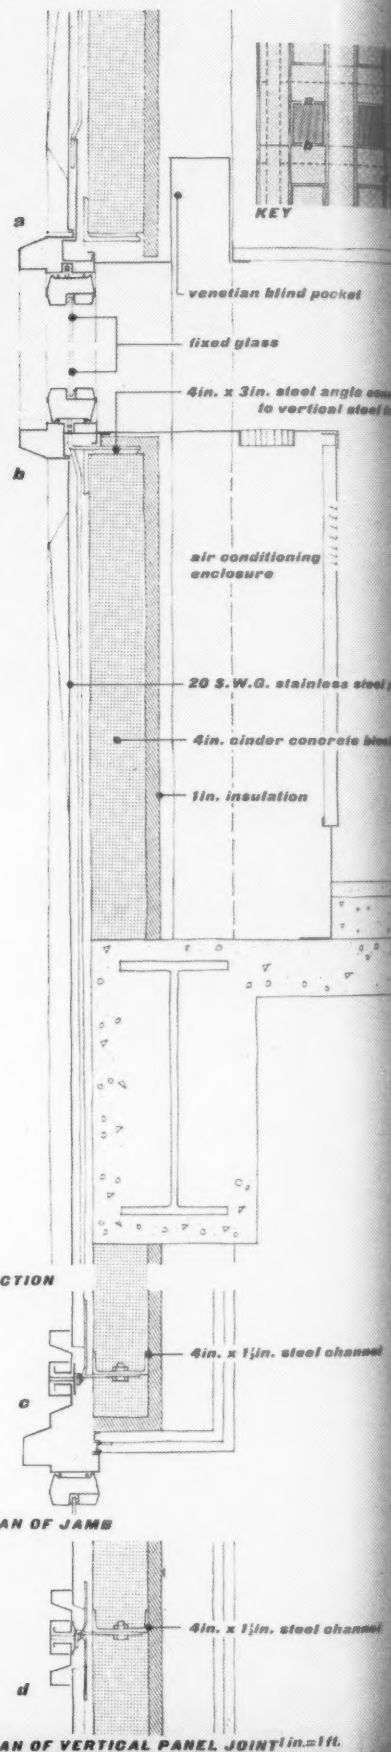 a
b
KEY
a
venetian blind pocket
fixed glass
4in. x 3in. steel angle
to vertical steel
b
air conditioning
enclosure
20 S.W.G. stainless steel
4in. cinder concrete
1in. insulation
CTION
4in. x 1½in. steel channel
c
AN OF JAMB
4in. x 1½in. steel channel
d
AN OF VERTICAL PANEL JOINT 1in.=1ft.